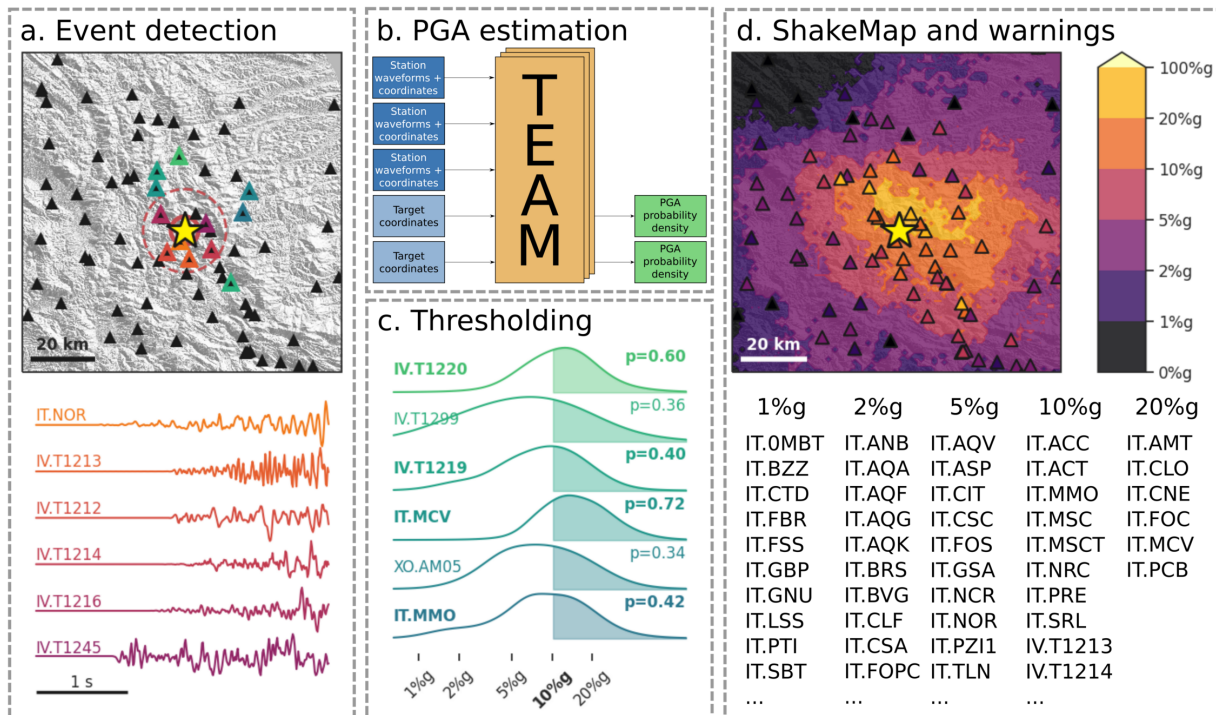 a. Event detection
20 km
IT.NOR
IV.T1213
IV.T1212
IV.T1214
IV.T1216
IV.T1245
1 s
b. PGA estimation
Station
waveforms +
coordinates
Station
waveforms +
coordinates
Station
waveforms +
coordinates
Target
coordinates
Target
coordinates
TEAM
PGA
probability
density
PGA
probability
density
c. Thresholding
IV.T1220 p=0.60
IV.T1299 p=0.36
IV.T1219 p=0.40
IT.MCV p=0.72
XO.AM05 p=0.34
IT.MMO p=0.42
1%g 2%g 5%g 10%g 20%g
d. ShakeMap and warnings
20 km
100%g
20%g
10%g
5%g
2%g
1%g
0%g
1%g 2%g 5%g 10%g 20%g
IT.0MBT IT.ANB IT.AQV IT.ACC IT.AMT
IT.BZZ IT.AQA IT.ASP IT.ACT IT.CLO
IT.CTD IT.AQF IT.CIT IT.MMO IT.CNE
IT.FBR IT.AQG IT.CSC IT.MSC IT.FOC
IT.FSS IT.AQK IT.FOS IT.MSCT IT.MCV
IT.GBP IT.BRS IT.GSA IT.NRC IT.PCB
IT.GNU IT.BVG IT.NCR IT.PRE
IT.LSS IT.CLF IT.NOR IT.SRL
IT.PTI IT.CSA IT.PZI1 IV.T1213
IT.SBT IT.FOPC IT.TLN IV.T1214
... ... ... ...